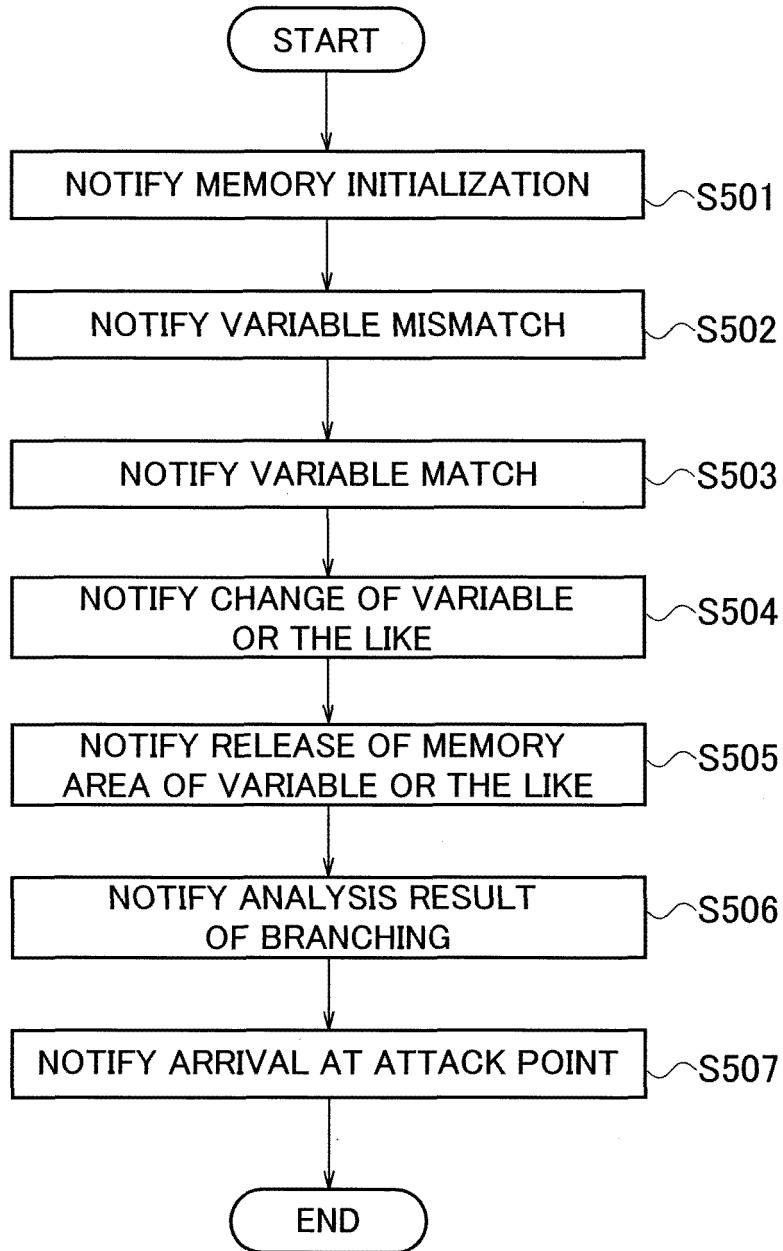 START
NOTIFY MEMORY INITIALIZATION
S501
NOTIFY VARIABLE MISMATCH
S502
NOTIFY VARIABLE MATCH
S503
NOTIFY CHANGE OF VARIABLE
OR THE LIKE
S504
NOTIFY RELEASE OF MEMORY
AREA OF VARIABLE OR THE LIKE
S505
NOTIFY ANALYSIS RESULT
OF BRANCHING
S506
NOTIFY ARRIVAL AT ATTACK POINT
S507
END